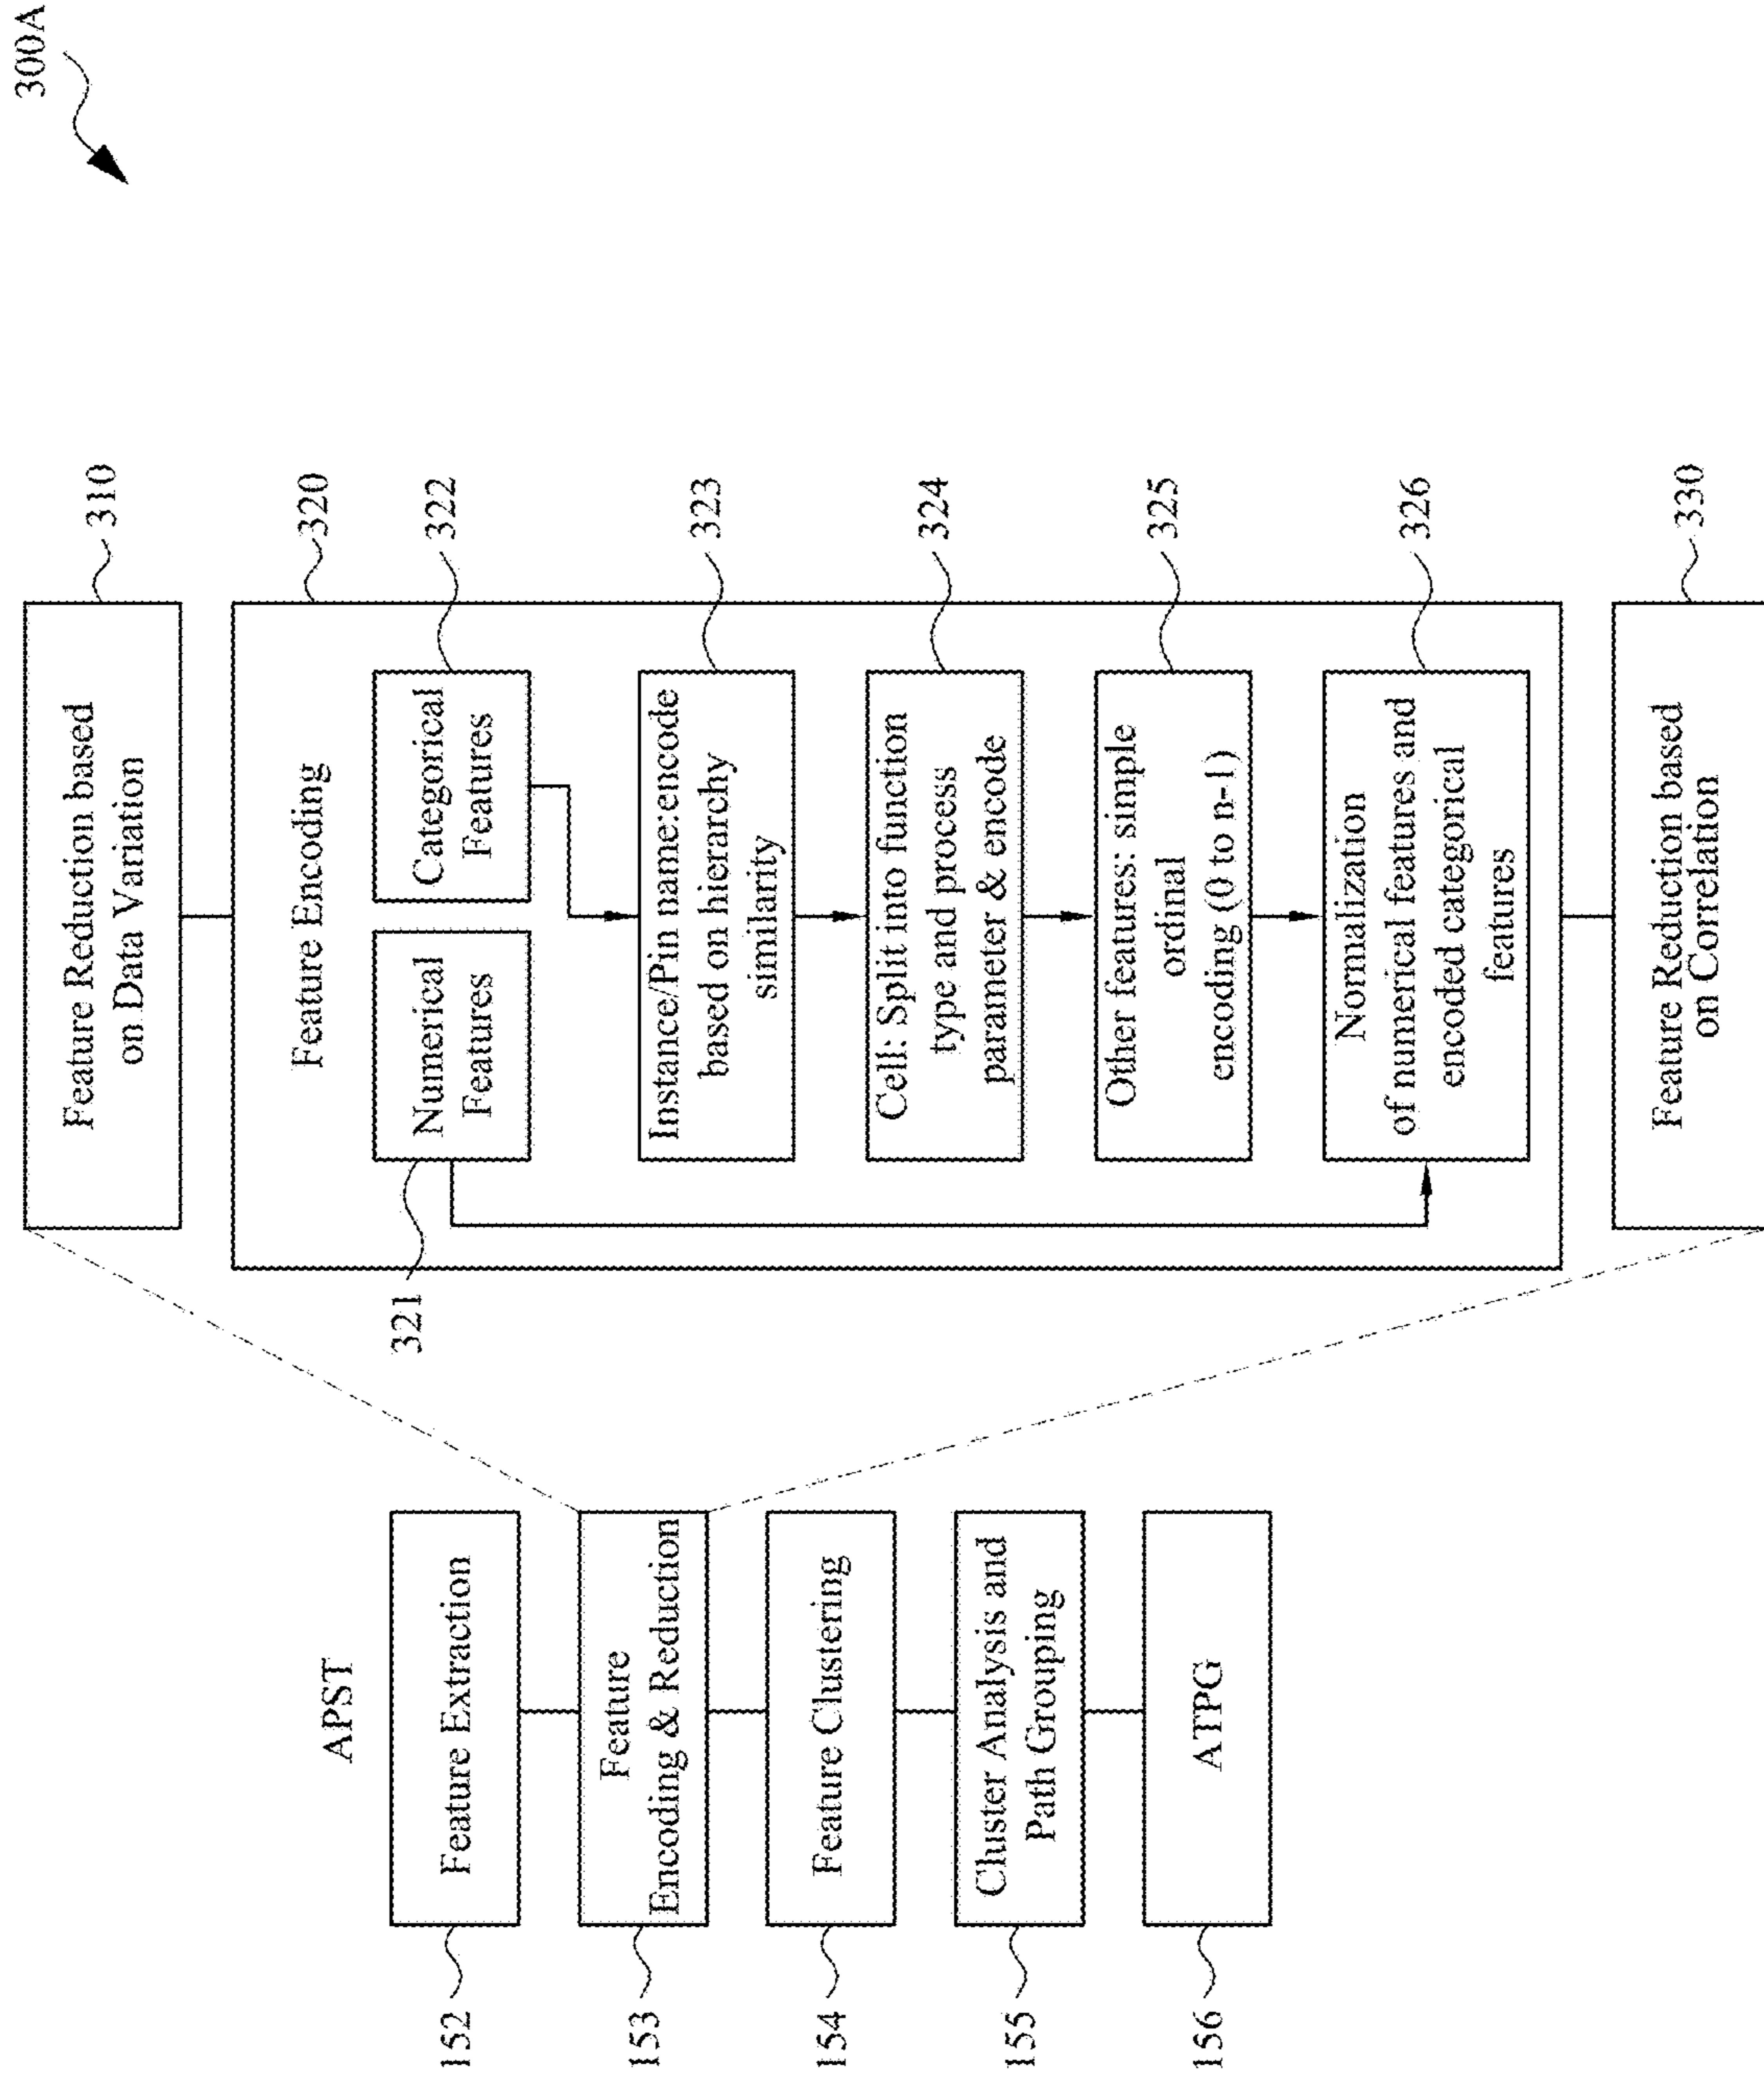 300A
APST
152
Feature Extraction
153
Feature
Encoding & Reduction
154
Feature Clustering
155
Cluster Analysis and
Path Grouping
156
ATPG
Feature Reduction based
on Data Variation
310
Feature Encoding
320
321
Numerical
Features
Categorical
Features
322
Instance/Pin name:encode
based on hierarchy
similarity
323
Cell: Split into function
type and process
parameter & encode
324
Other features: simple
ordinal
encoding (0 to n-1)
325
Normalization
of numerical features and
encoded categorical
features
326
Feature Reduction based
on Correlation
330